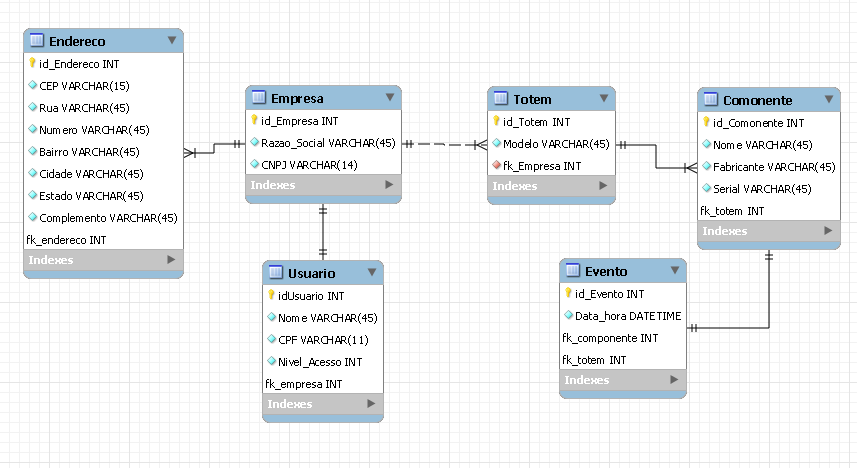 Endereco
id_Endereco INT
CEP VARCHAR(15)
Rua VARCHAR(45)
Numero VARCHAR(45)
Bairro VARCHAR(45)
Cidade VARCHAR(45)
Estado VARCHAR(45)
Complemento VARCHAR(45)
fk_endereco INT
Indexes
Empresa
id_Empresa INT
Razao_Social VARCHAR(45)
CNPJ VARCHAR(14)
Indexes
Totem
id_Totem INT
Modelo VARCHAR(45)
fk_Empresa INT
Indexes
Comonente
id_Comonente INT
Nome VARCHAR(45)
Fabricante VARCHAR(45)
Serial VARCHAR(45)
fk_totem INT
Indexes
Usuario
idUsuario INT
Nome VARCHAR(45)
CPF VARCHAR(11)
Nivel_Acesso INT
fk_empresa INT
Indexes
Evento
id_Evento INT
Data_hora DATETIME
fk_componente INT
fk_totem INT
Indexes